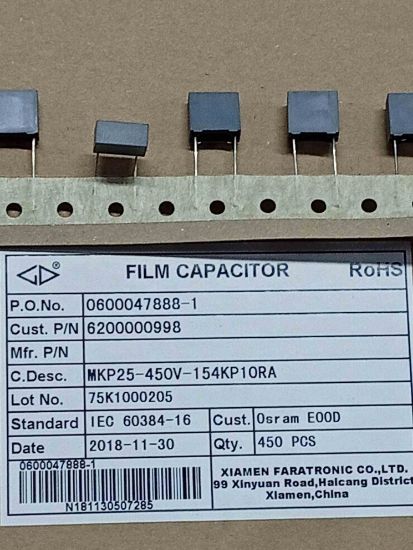 FILM CAPACITOR RoHS
P.O.No. 0600047888-1
Cust. P/N 6200000998
Mfr. P/N
C.Desc. MKP25-450V-154KP10RA
Lot No. 75K1000205
Standard IEC 60384-16 Cust. Osram EOOD
Date 2018-11-30 Qty. 450 PCS
0600047888-1
N181130507285
XIAMEN FARATRONIC CO.,LTD.
99 Xinyuan Road,Haicang District
Xiamen,China